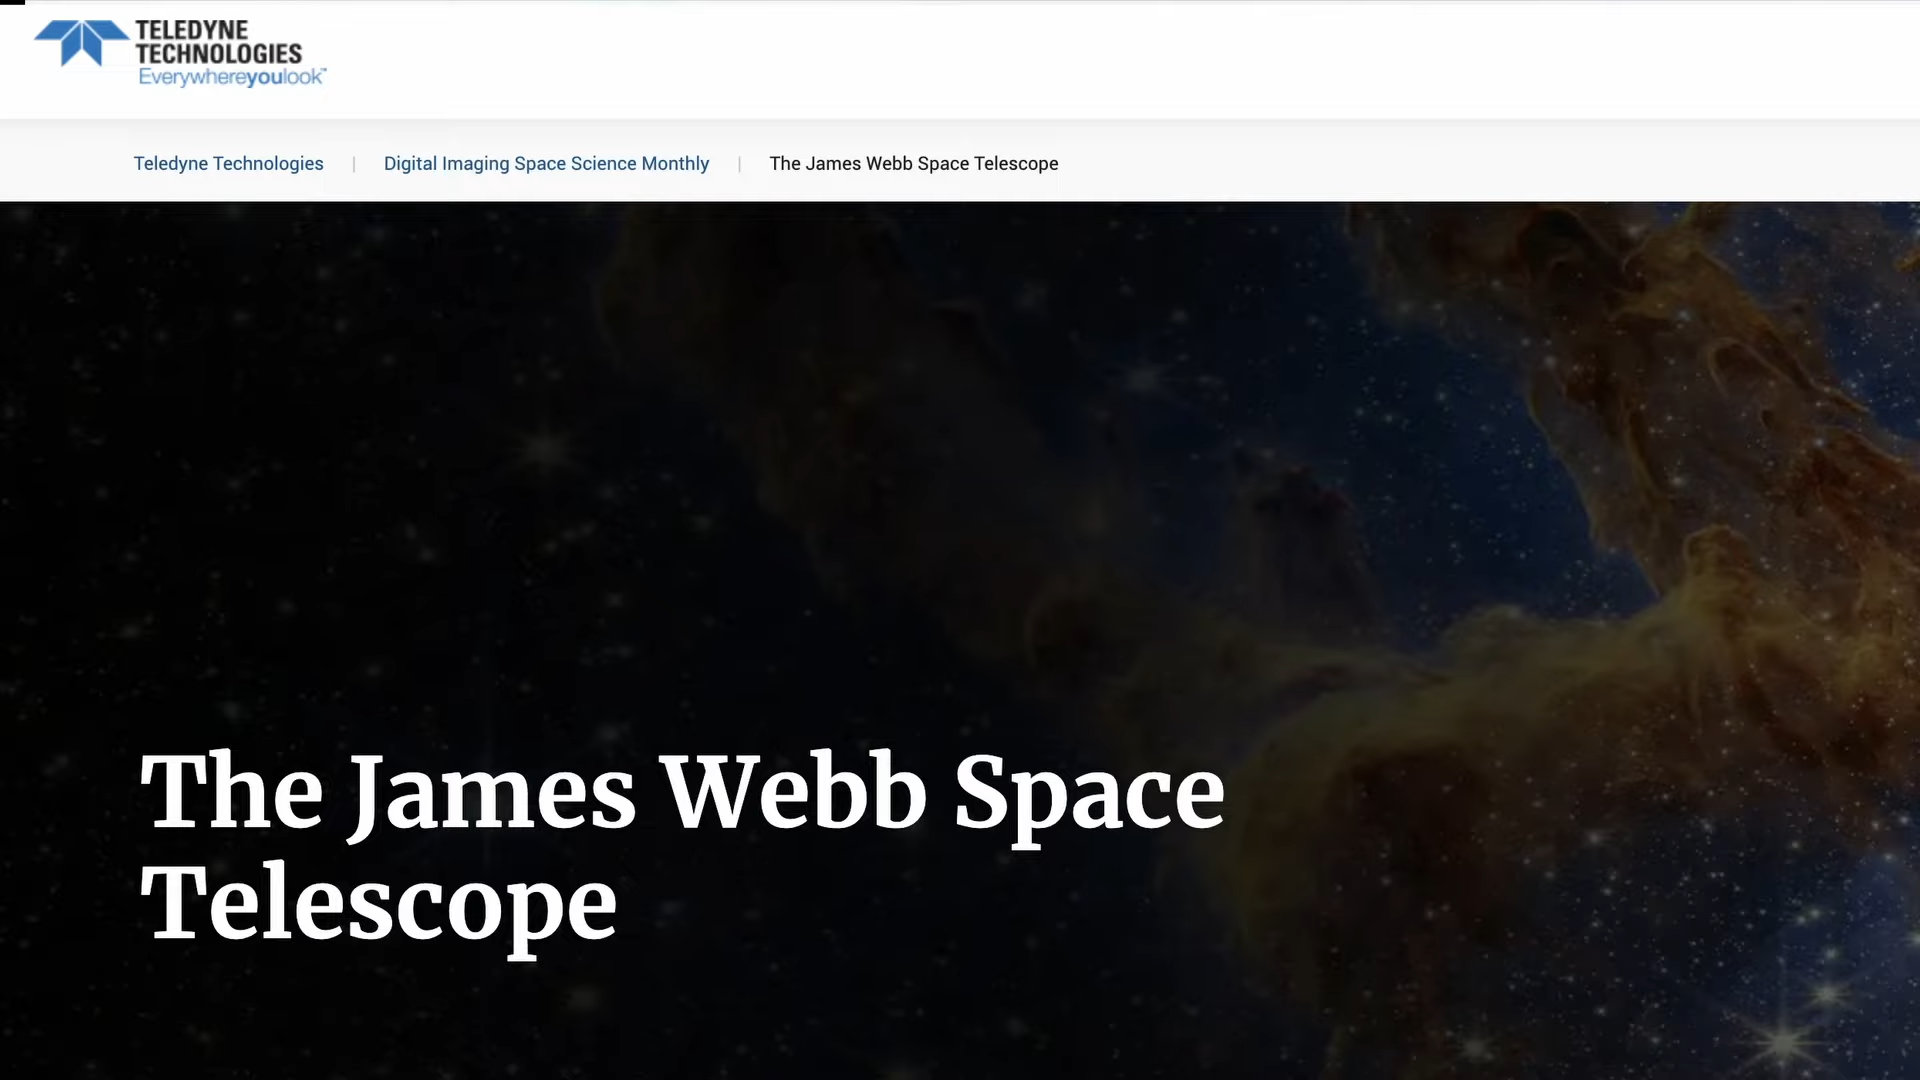 TELEDYNE
TECHNOLOGIES
Everywhereyoulook™
Teledyne Technologies | Digital Imaging Space Science Monthly | The James Webb Space Telescope
The James Webb Space
Telescope